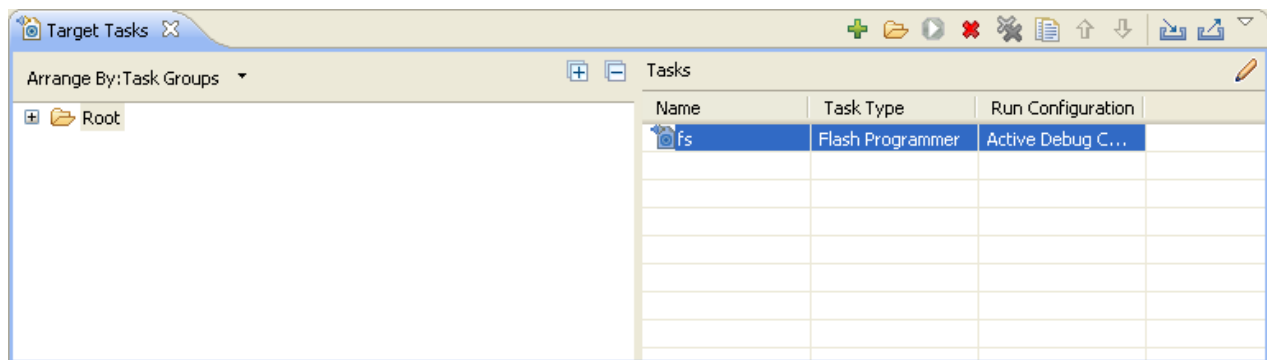 Target Tasks
Arrange By:Task Groups
Root
Tasks
Name Task Type Run Configuration
fs Flash Programmer Active Debug C...